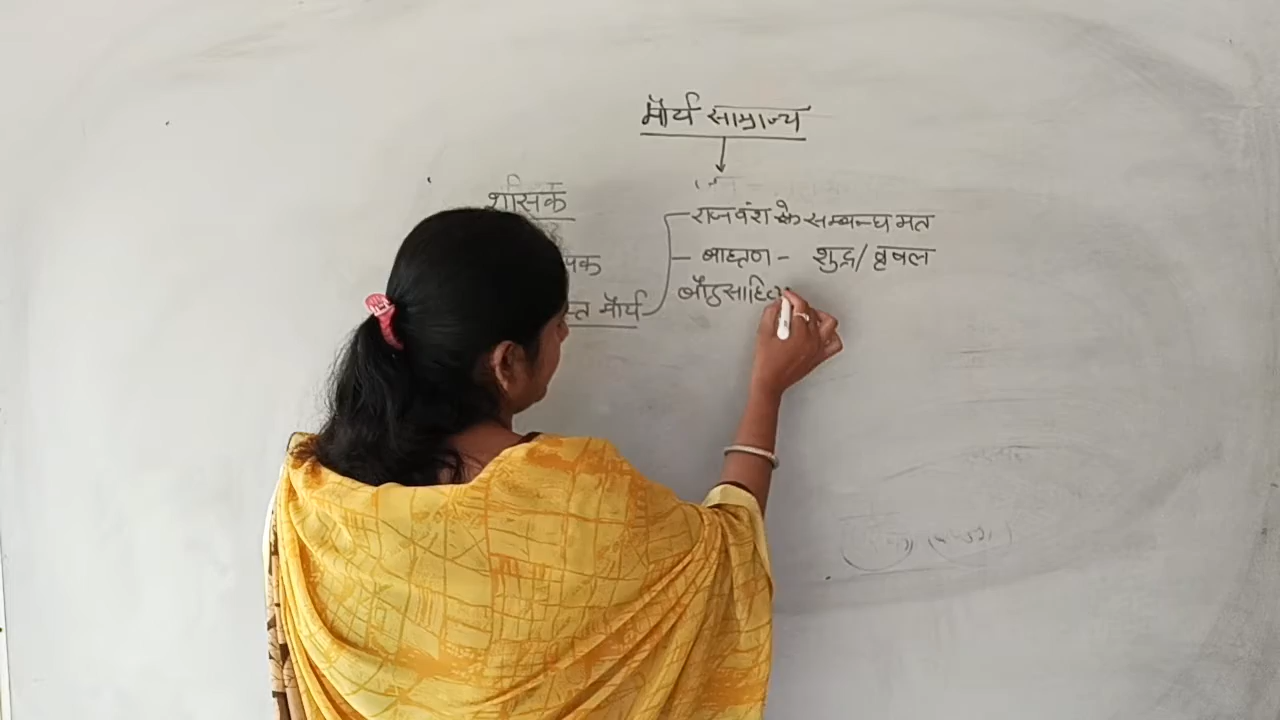 मौर्य साम्राज्य
शासक
राजवंश के सम्बन्ध मत
ब्राह्मण - शुद्र/वृषल
मौर्य
बौद्धसाहित्य